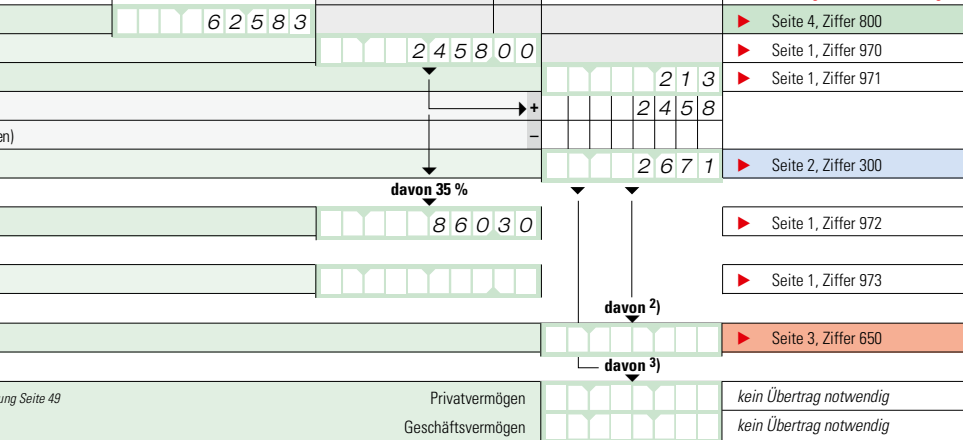 62583 Seite 4, Ziffer 800
245800 Seite 1, Ziffer 970
213 Seite 1, Ziffer 971
+ 2458
en) –
2671 Seite 2, Ziffer 300
davon 35 %
86030 Seite 1, Ziffer 972
Seite 1, Ziffer 973
davon 2)
Seite 3, Ziffer 650
davon 3)
ung Seite 49 Privatvermögen kein Übertrag notwendig
Geschäftsvermögen kein Übertrag notwendig